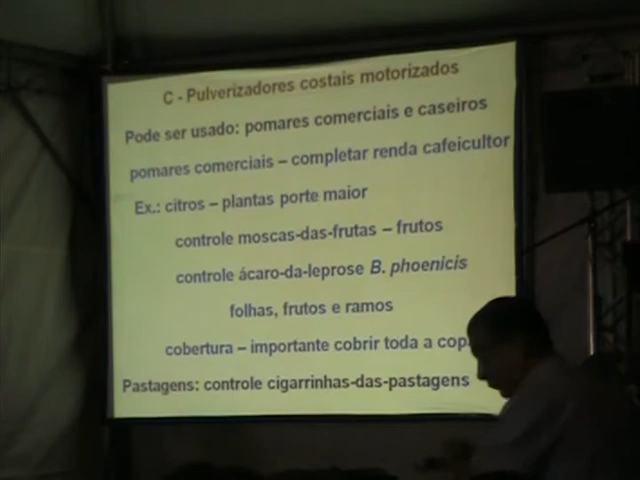 C - Pulverizadores costais motorizados
Pode ser usado: pomares comerciais e caseiros
pomares comerciais – completar renda cafeicultor
Ex.: citros – plantas porte maior
controle moscas-das-frutas – frutos
controle ácaro-da-leprose B. phoenicis
folhas, frutos e ramos
cobertura – importante cobrir toda a cop
Pastagens: controle cigarrinhas-das-pastagens